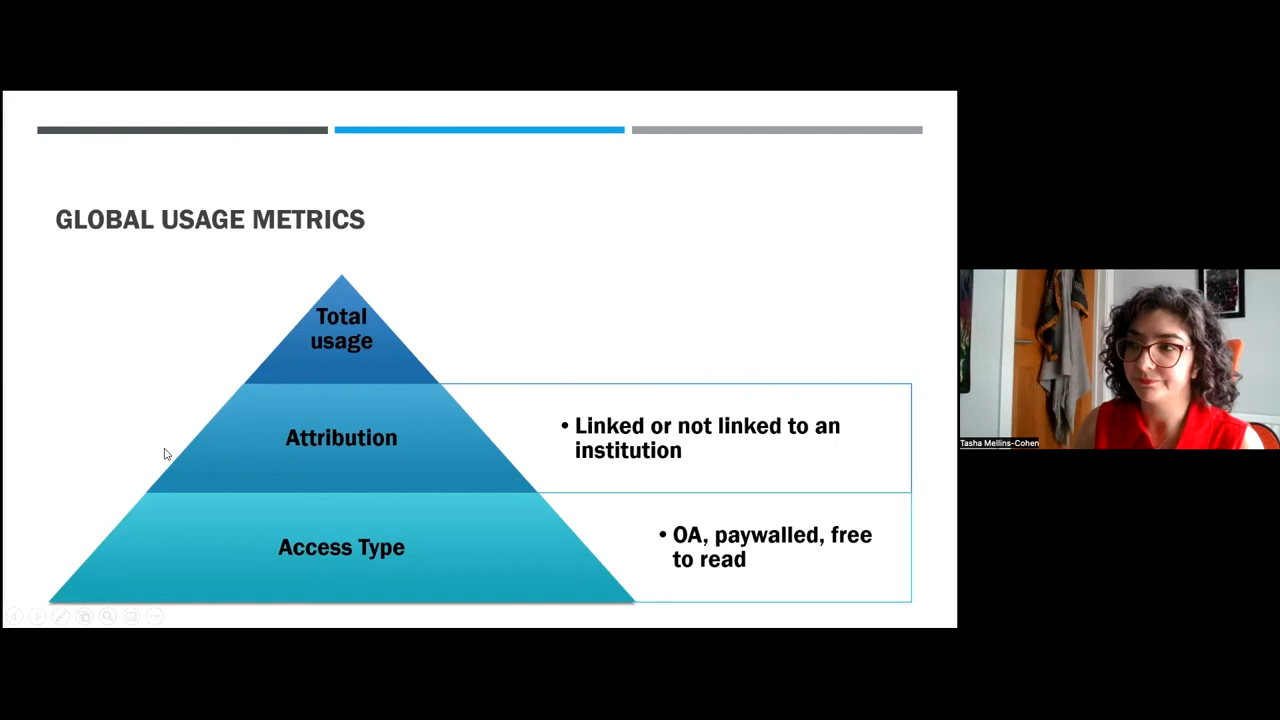 GLOBAL USAGE METRICS
Total
usage
Attribution
• Linked or not linked to an
institution
Access Type
• OA, paywalled, free
to read
Tasha Mellins-Cohen